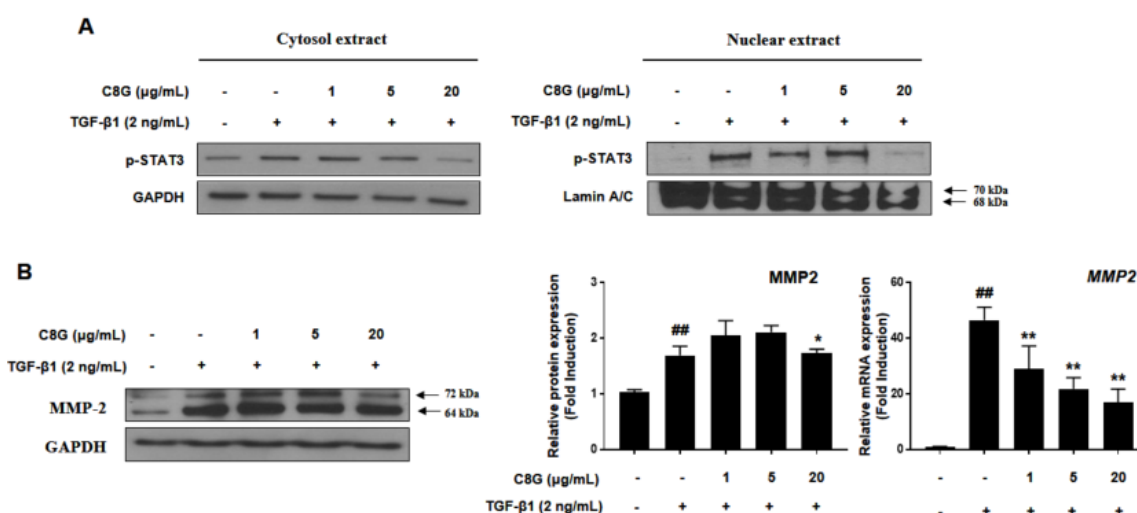 A
Cytosol extract
Nuclear extract
C8G (μg/mL) - - 1 5 20
C8G (μg/mL) - - 1 5 20
TGF-β1 (2 ng/mL) - + + + +
TGF-β1 (2 ng/mL) - + + + +
p-STAT3
p-STAT3
GAPDH
Lamin A/C
70 kDa
68 kDa
B
C8G (μg/mL) - - 1 5 20
TGF-β1 (2 ng/mL) - + + + +
MMP-2
72 kDa
64 kDa
GAPDH
MMP2
Relative protein expression
(Fold Induction)
3
2
1
0
##
*
C8G (μg/mL) - - 1 5 20
TGF-β1 (2 ng/mL) - + + + +
MMP2
Relative mRNA expression
(Fold Induction)
60
40
20
0
##
**
**
**
- - 1 5 20
- + + + +